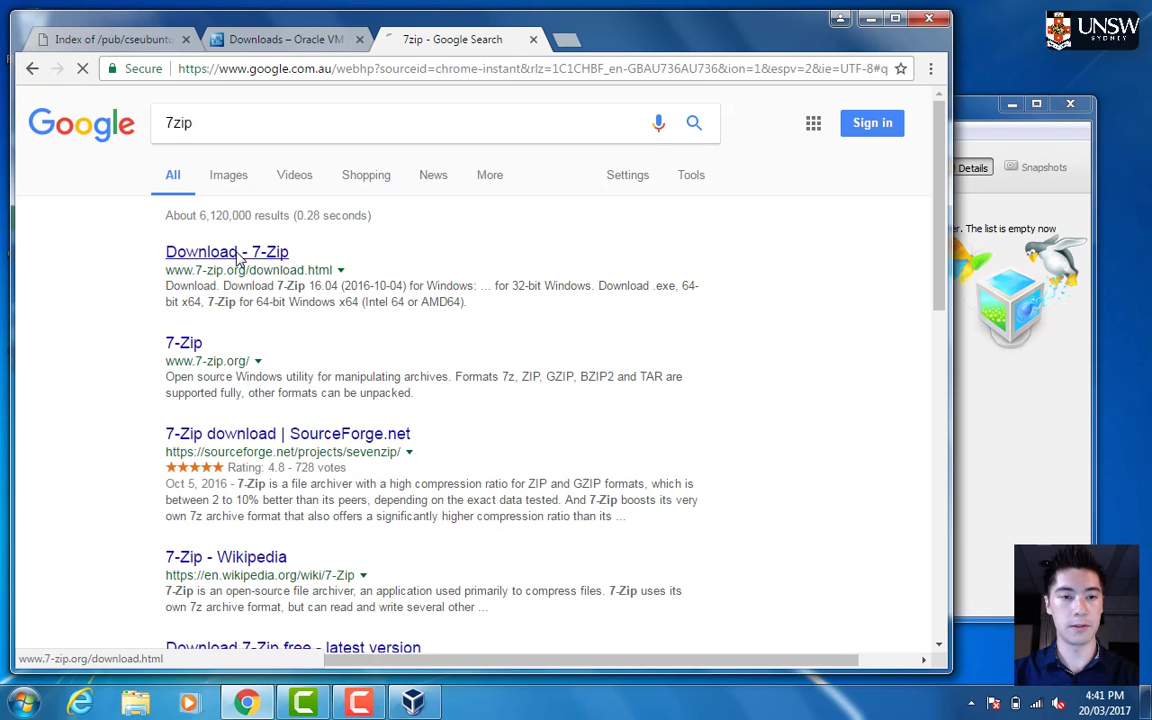 UNSW
SYDNEY
Index of /pub/cseubuntu
Downloads – Oracle VM
7zip - Google Search
Secure
https://www.google.com.au/webhp?sourceid=chrome-instant&rlz=1C1CHBF_en-GBAU736AU736&ion=1&espv=2&ie=UTF-8#q
Google
7zip
Sign in
All
Images
Videos
Shopping
News
More
Settings
Tools
Details
Snapshots
About 6,120,000 results (0.28 seconds)
er. The list is empty now
Download - 7-Zip
www.7-zip.org/download.html
Download. Download 7-Zip 16.04 (2016-10-04) for Windows: ... for 32-bit Windows. Download .exe, 64-
bit x64, 7-Zip for 64-bit Windows x64 (Intel 64 or AMD64).
7-Zip
www.7-zip.org/
Open source Windows utility for manipulating archives. Formats 7z, ZIP, GZIP, BZIP2 and TAR are
supported fully, other formats can be unpacked.
7-Zip download | SourceForge.net
https://sourceforge.net/projects/sevenzip/
Rating: 4.8 - 728 votes
Oct 5, 2016 - 7-Zip is a file archiver with a high compression ratio for ZIP and GZIP formats, which is
between 2 to 10% better than its peers, depending on the exact data tested. And 7-Zip boosts its very
own 7z archive format that also offers a significantly higher compression ratio than its ...
7-Zip - Wikipedia
https://en.wikipedia.org/wiki/7-Zip
7-Zip is an open-source file archiver, an application used primarily to compress files. 7-Zip uses its
own 7z archive format, but can read and write several other ...
Download 7-Zip free - latest version
www.7-zip.org/download.html
4:41 PM
20/03/2017